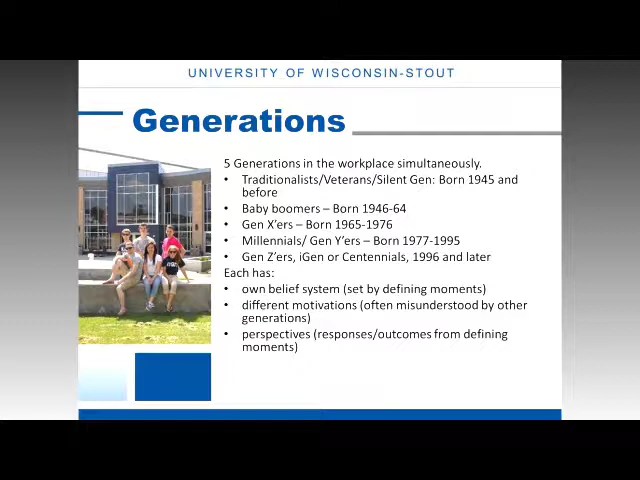 UNIVERSITY OF WISCONSIN-STOUT
Generations
5 Generations in the workplace simultaneously.
• Traditionalists/Veterans/Silent Gen: Born 1945 and
before
• Baby boomers – Born 1946-64
• Gen X'ers – Born 1965-1976
• Millennials/ Gen Y'ers – Born 1977-1995
• Gen Z'ers, iGen or Centennials, 1996 and later
Each has:
• own belief system (set by defining moments)
• different motivations (often misunderstood by other
generations)
• perspectives (responses/outcomes from defining
moments)